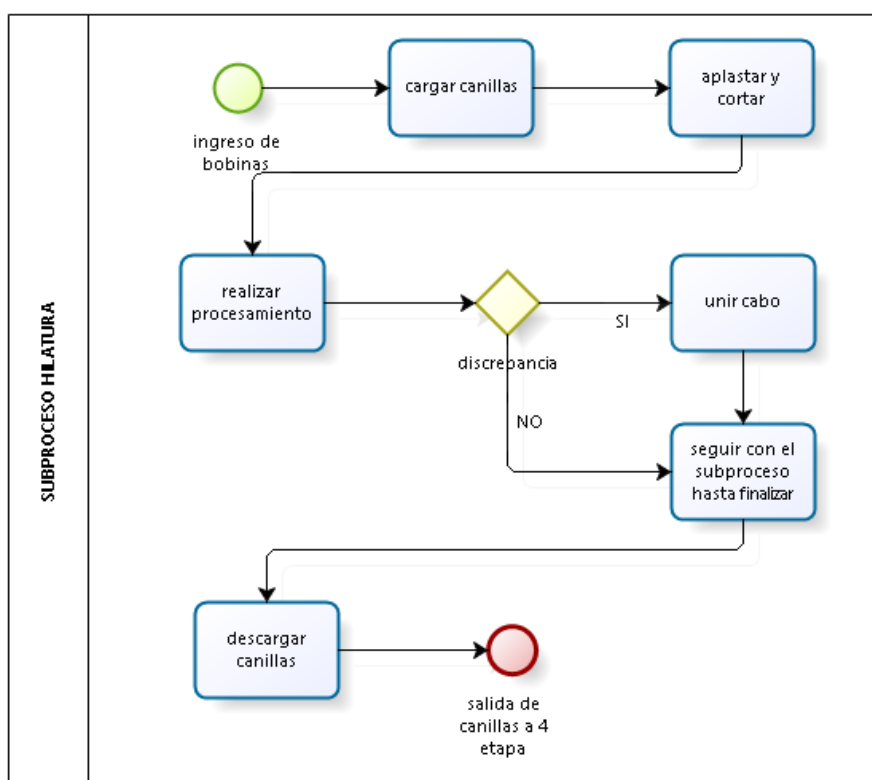 SUBPROCESO HILATURA
ingreso de
bobinas
cargar canillas
aplastar y
cortar
realizar
procesamiento
discrepancia
SI
NO
unir cabo
seguir con el
subproceso
hasta finalizar
descargar
canillas
salida de
canillas a 4
etapa